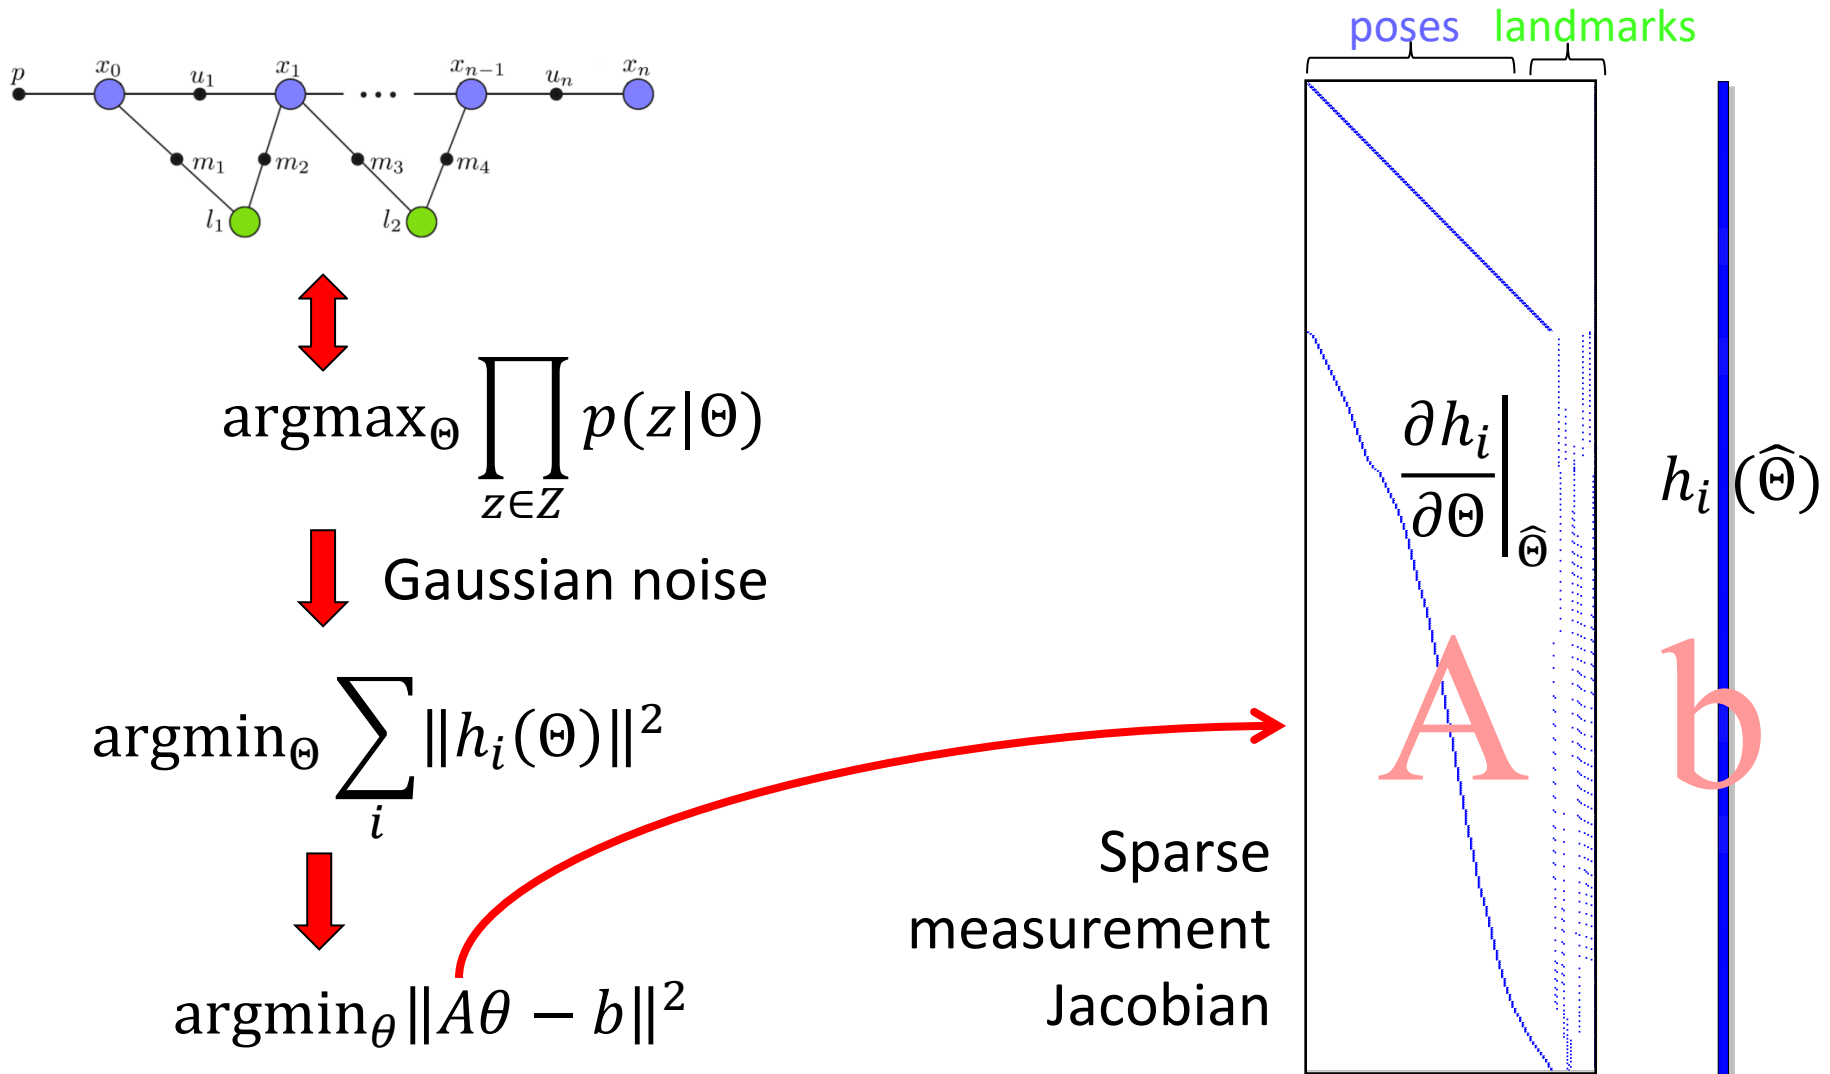 poses landmarks
p x₀ u₁ x₁ ··· xₙ₋₁ uₙ xₙ
m₁ m₂ m₃ m₄
l₁ l₂
argmax_Θ ∏_{z∈Z} p(z|Θ)
Gaussian noise
argmin_Θ ∑_i ‖h_i(Θ)‖²
argmin_θ‖Aθ − b‖²
∂h_i/∂Θ|_Θ̂
h_i(Θ̂)
A b
Sparse
measurement
Jacobian